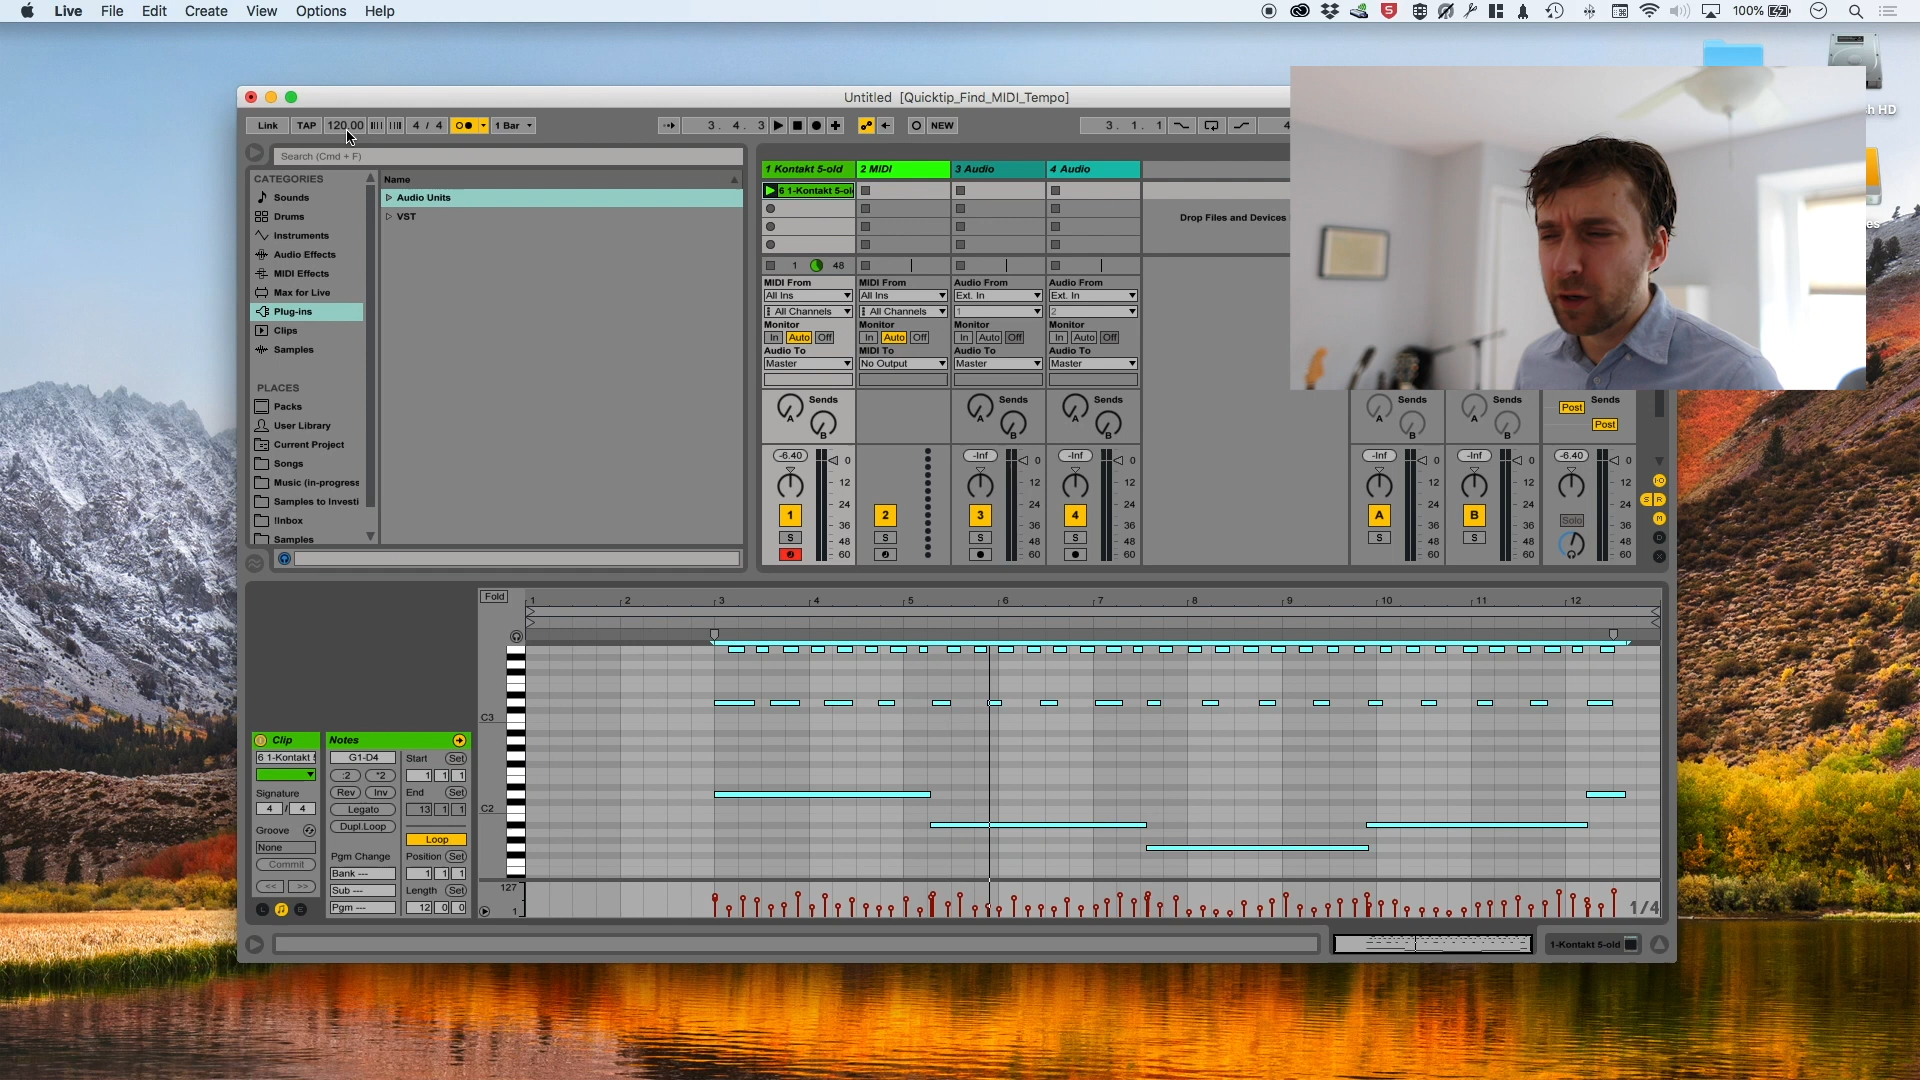 Live File Edit Create View Options Help 100%
Untitled [Quicktip_Find_MIDI_Tempo]
Link TAP 120.00 4 / 4 1 Bar 3. 4. 3 NEW 3. 1. 1 4
Search (Cmd + F)
CATEGORIES
Sounds
Drums
Instruments
Audio Effects
MIDI Effects
Max for Live
Plug-ins
Clips
Samples
PLACES
Packs
User Library
Current Project
Songs
Music (in-progress
Samples to Investi
!Inbox
Samples
Name
Audio Units
VST
1 Kontakt 5-old 2 MIDI 3 Audio 4 Audio
6 1-Kontakt 5-ol
Drop Files and Devices
1 48
MIDI From MIDI From Audio From Audio From
All Ins All Ins Ext. In Ext. In
All Channels All Channels 1 2
Monitor Monitor Monitor Monitor
In Auto Off In Auto Off In Auto Off In Auto Off
Audio To MIDI To Audio To Audio To
Master No Output Master Master
Sends Sends Sends Sends Sends Post Sends
A A A A A Post
B B B B B
-6.40 0 -Inf 0 -Inf 0 -Inf 0 -Inf 0 -6.40 0
12 12 12 12 12 12
24 24 24 24 24 24
1 36 2 3 36 4 36 A 36 B 36 Solo 36
S 48 S S 48 S 48 S 48 S 48 48
60 60 60 60 60 60
Fold 1 2 3 4 5 6 7 8 9 10 11 12
C3
C2
127
1
1/4
Clip
6 1-Kontakt 5
Signature
4 / 4
Groove
None
Commit
<< >>
L E
Notes
G1-D4
:2 *2
Rev Inv
Legato
Dupl.Loop
Pgm Change
Bank ---
Sub ---
Pgm ---
Start Set
1 1 1
End Set
13 1 1
Loop
Position Set
1 1 1
Length Set
12 0 0
1-Kontakt 5-old
h HD